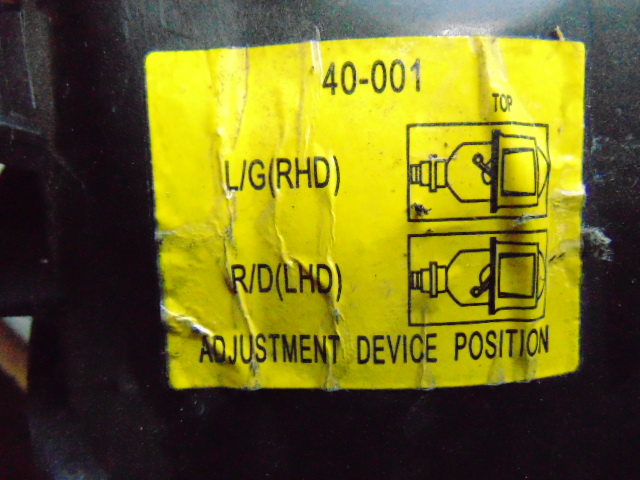 40-001
TOP
L/G(RHD)
R/D(LHD)
ADJUSTMENT DEVICE POSITION